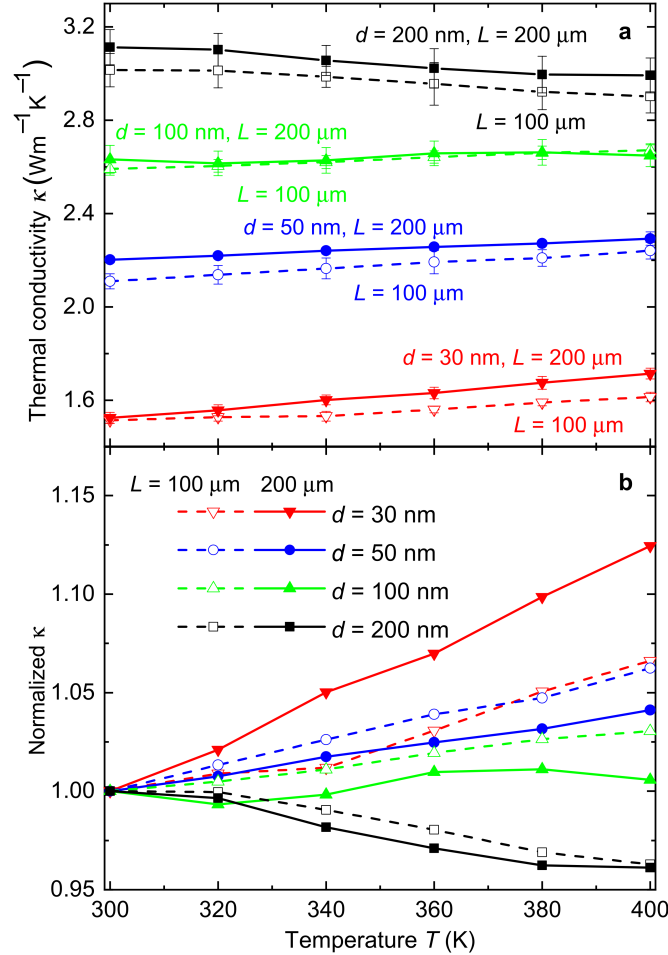 3.2
2.8
2.4
2.0
1.6
Thermal conductivity κ (Wm⁻¹K⁻¹)
a
d = 200 nm, L = 200 μm
L = 100 μm
d = 100 nm, L = 200 μm
L = 100 μm
d = 50 nm, L = 200 μm
L = 100 μm
d = 30 nm, L = 200 μm
L = 100 μm
b
L = 100 μm 200 μm
d = 30 nm
d = 50 nm
d = 100 nm
d = 200 nm
1.15
1.10
1.05
1.00
0.95
Normalized κ
300 320 340 360 380 400
Temperature T (K)